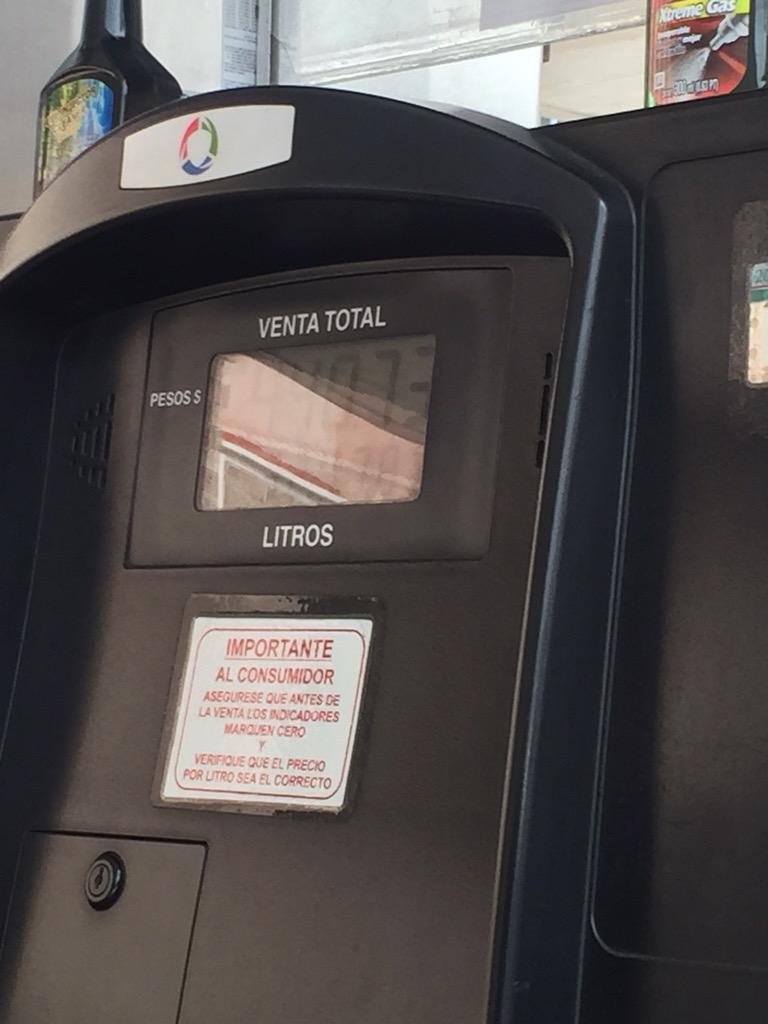 Xtreme Gas
VENTA TOTAL
PESOS $
LITROS
IMPORTANTE
AL CONSUMIDOR
ASEGURESE QUE ANTES DE
LA VENTA LOS INDICADORES
MARQUEN CERO
Y
VERIFIQUE QUE EL PRECIO
POR LITRO SEA EL CORRECTO